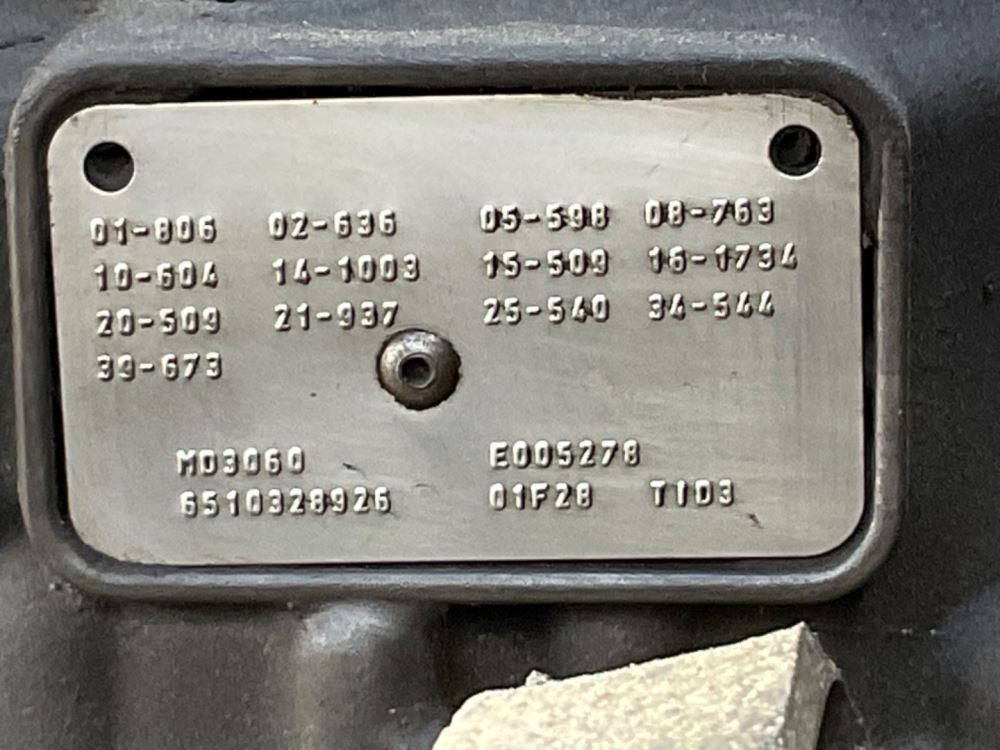 01-806 02-636 05-598 08-763
10-604 14-1003 15-509 16-1734
20-509 21-937 25-540 34-544
39-673
MD3060 E005278
6510328926 01F28 TID3